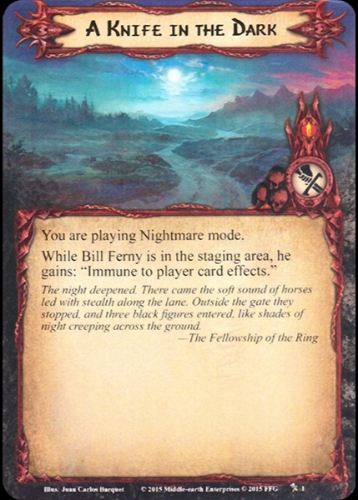 A Knife in the Dark
You are playing Nightmare mode.
While Bill Ferny is in the staging area, he
gains: “Immune to player card effects.”
The night deepened. There came the soft sound of horses
led with stealth along the lane. Outside the gate they
stopped, and three black figures entered, like shades of
night creeping across the ground.
—The Fellowship of the Ring
Illus. Juan Carlos Barquet © 2015 Middle-earth Enterprises © 2015 FFG 1